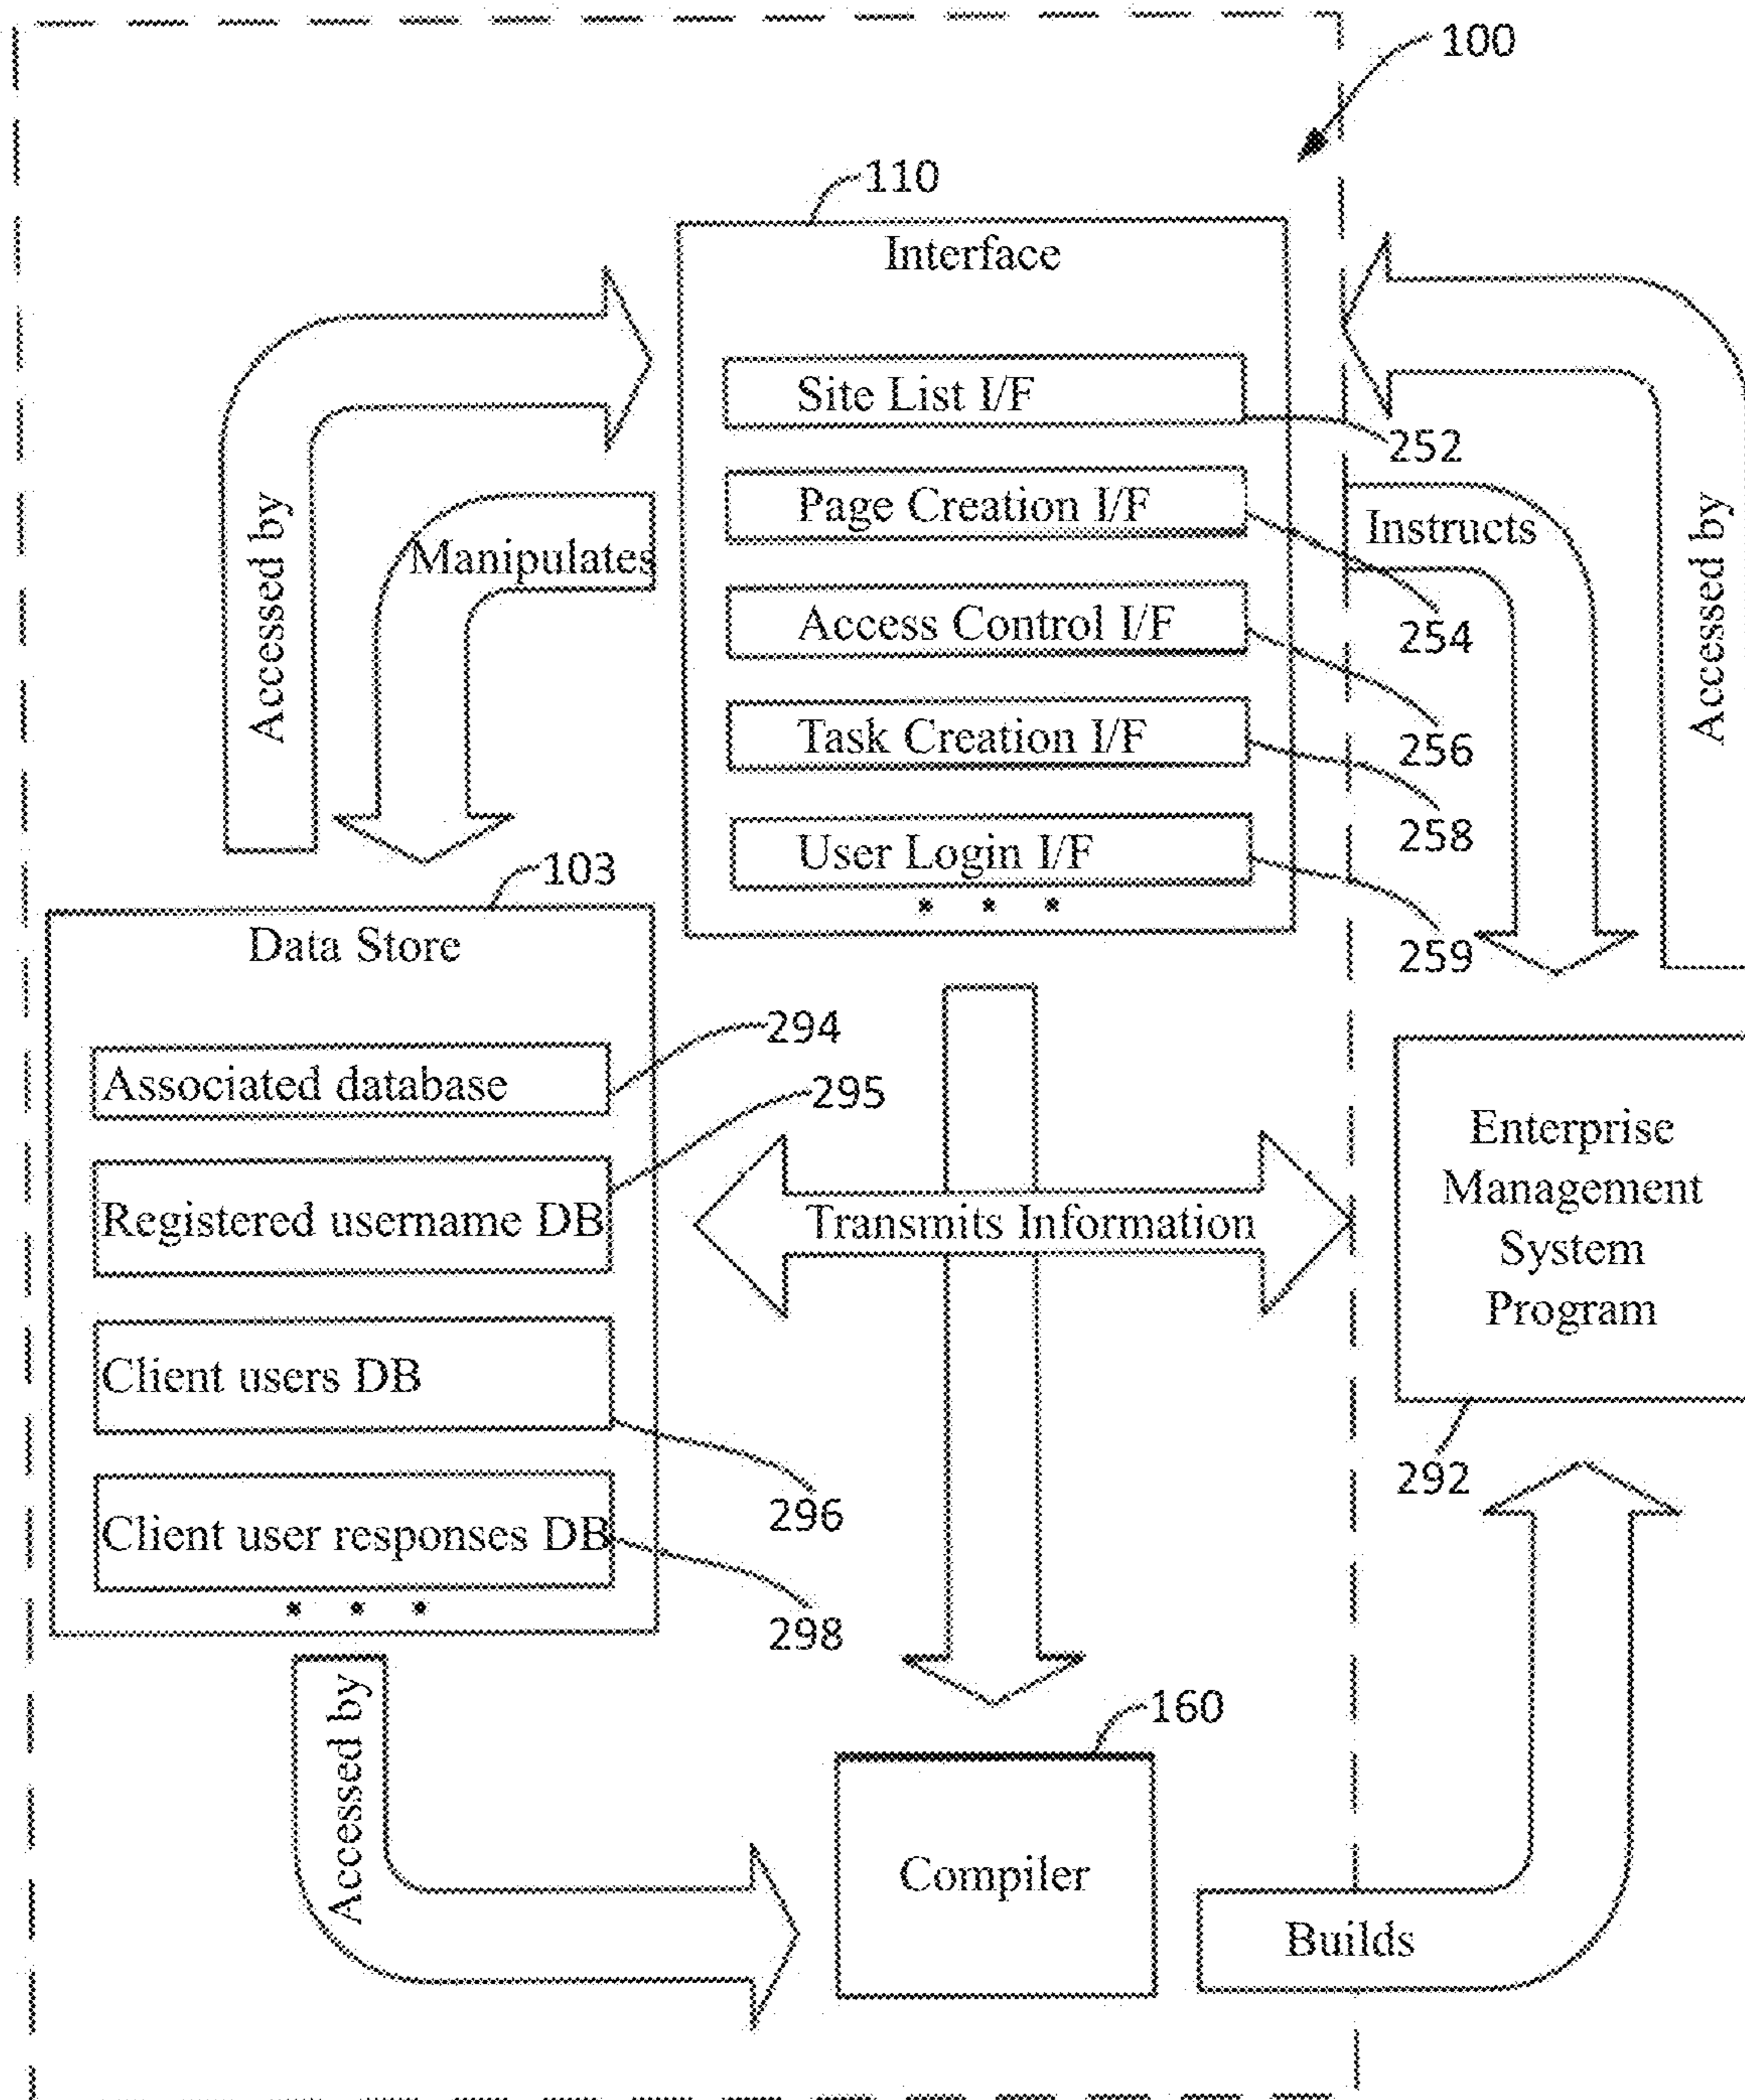 100
110
Interface
Site List I/F
252
Page Creation I/F
Instructs
254
Access Control I/F
256
Task Creation I/F
258
User Login I/F
259
Accessed by
Manipulates
Accessed by
103
Data Store
294
Associated database
295
Registered username DB
Client users DB
296
Client user responses DB
298
Transmits Information
Enterprise
Management
System
Program
292
Accessed by
160
Compiler
Builds